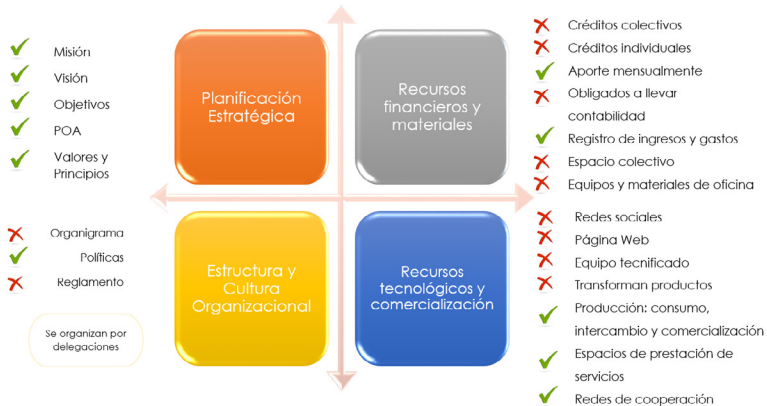 Misión
Visión
Objetivos
POA
Valores y
Principios
Planificación
Estratégica
Recursos
financieros y
materiales
Créditos colectivos
Créditos individuales
Aporte mensualmente
Obligados a llevar
contabilidad
Registro de ingresos y gastos
Espacio colectivo
Equipos y materiales de oficina
Organigrama
Políticas
Reglamento
Se organizan por
delegaciones
Estructura y
Cultura
Organizacional
Recursos
tecnológicos y
comercialización
Redes sociales
Página Web
Equipo tecnificado
Transforman productos
Producción: consumo,
intercambio y comercialización
Espacios de prestación de
servicios
Redes de cooperación